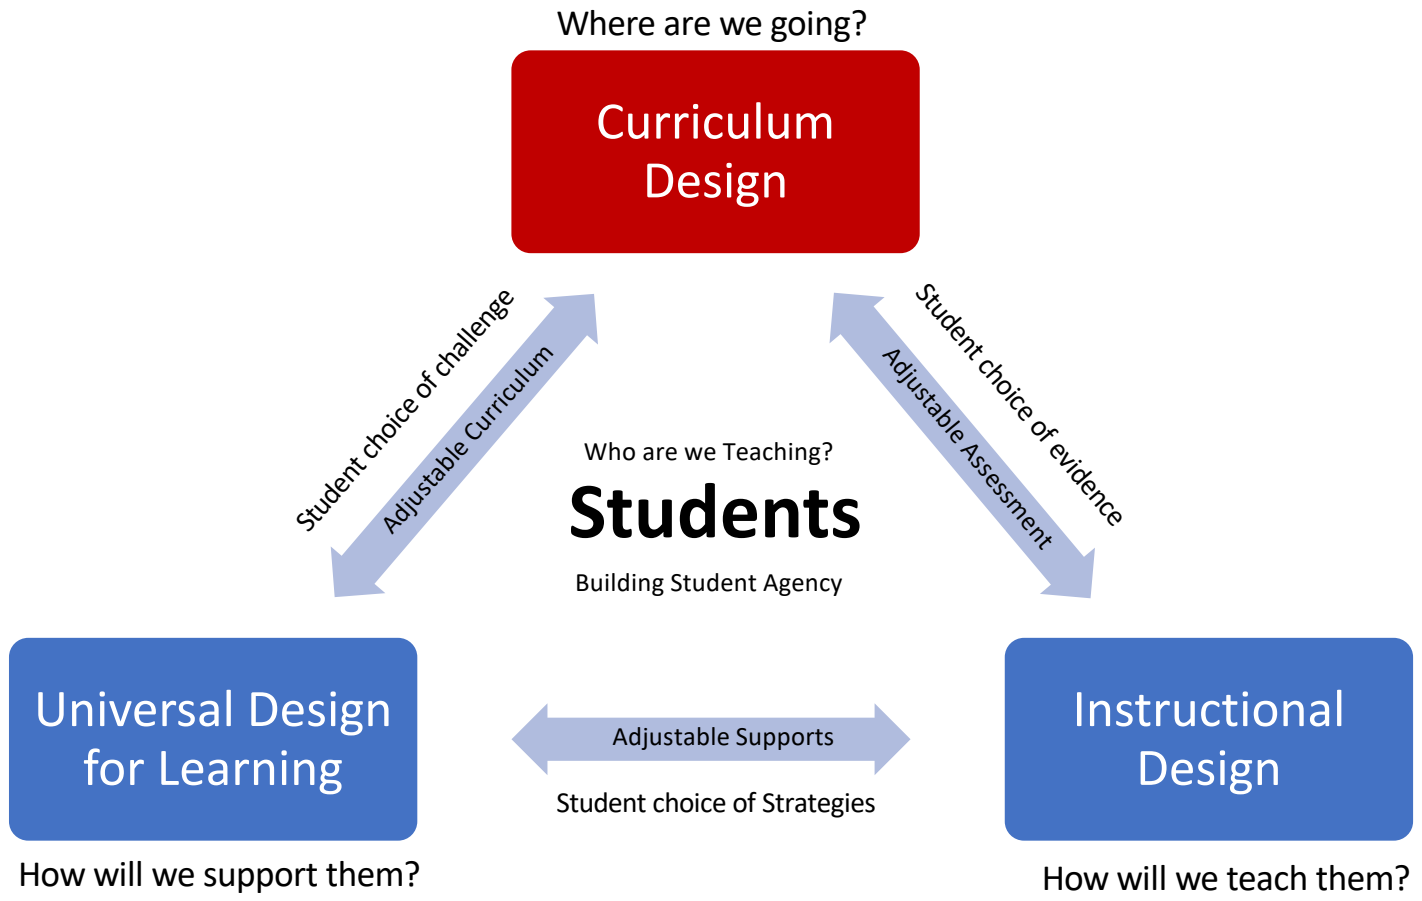 Where are we going?
Curriculum
Design
Student choice of challenge
Adjustable Curriculum
Adjustable Assessment
Student choice of evidence
Who are we Teaching?
Students
Building Student Agency
Universal Design
for Learning
Adjustable Supports
Student choice of Strategies
Instructional
Design
How will we support them?
How will we teach them?